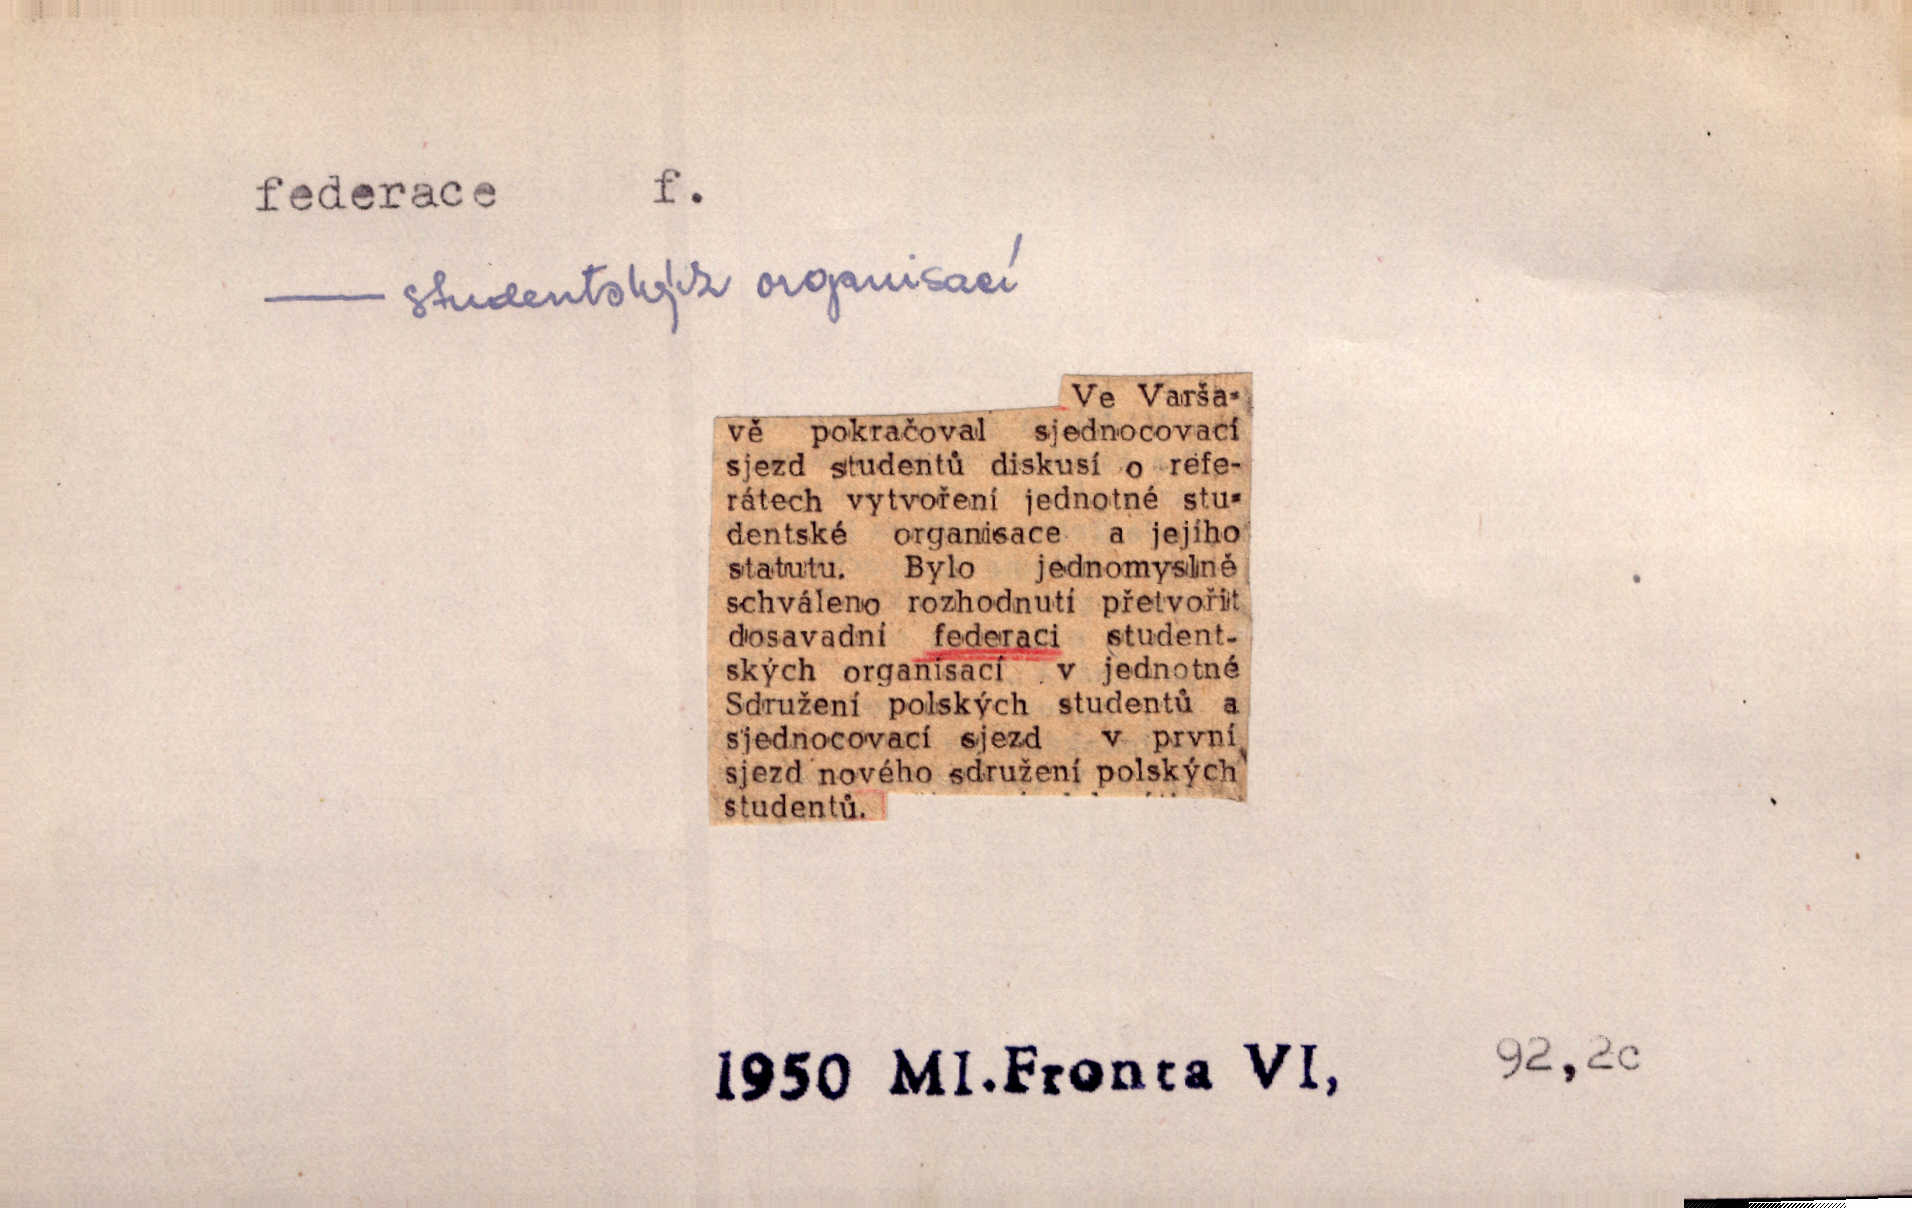 federace f.
—— studentských organisací
Ve Varša-
vě pokračoval sjednocovací
sjezd studentů diskusí o refe-
rátech vytvoření jednotné stu-
dentské organisace a jejího
statutu. Bylo jednomyslně
schváleno rozhodnutí přetvořit
dosavadní federaci student-
ských organisací v jednotné
Sdružení polských studentů a
sjednocovací sjezd v první
sjezd nového sdružení polských
studentů.
1950 Ml.Fronta VI, 92,2c